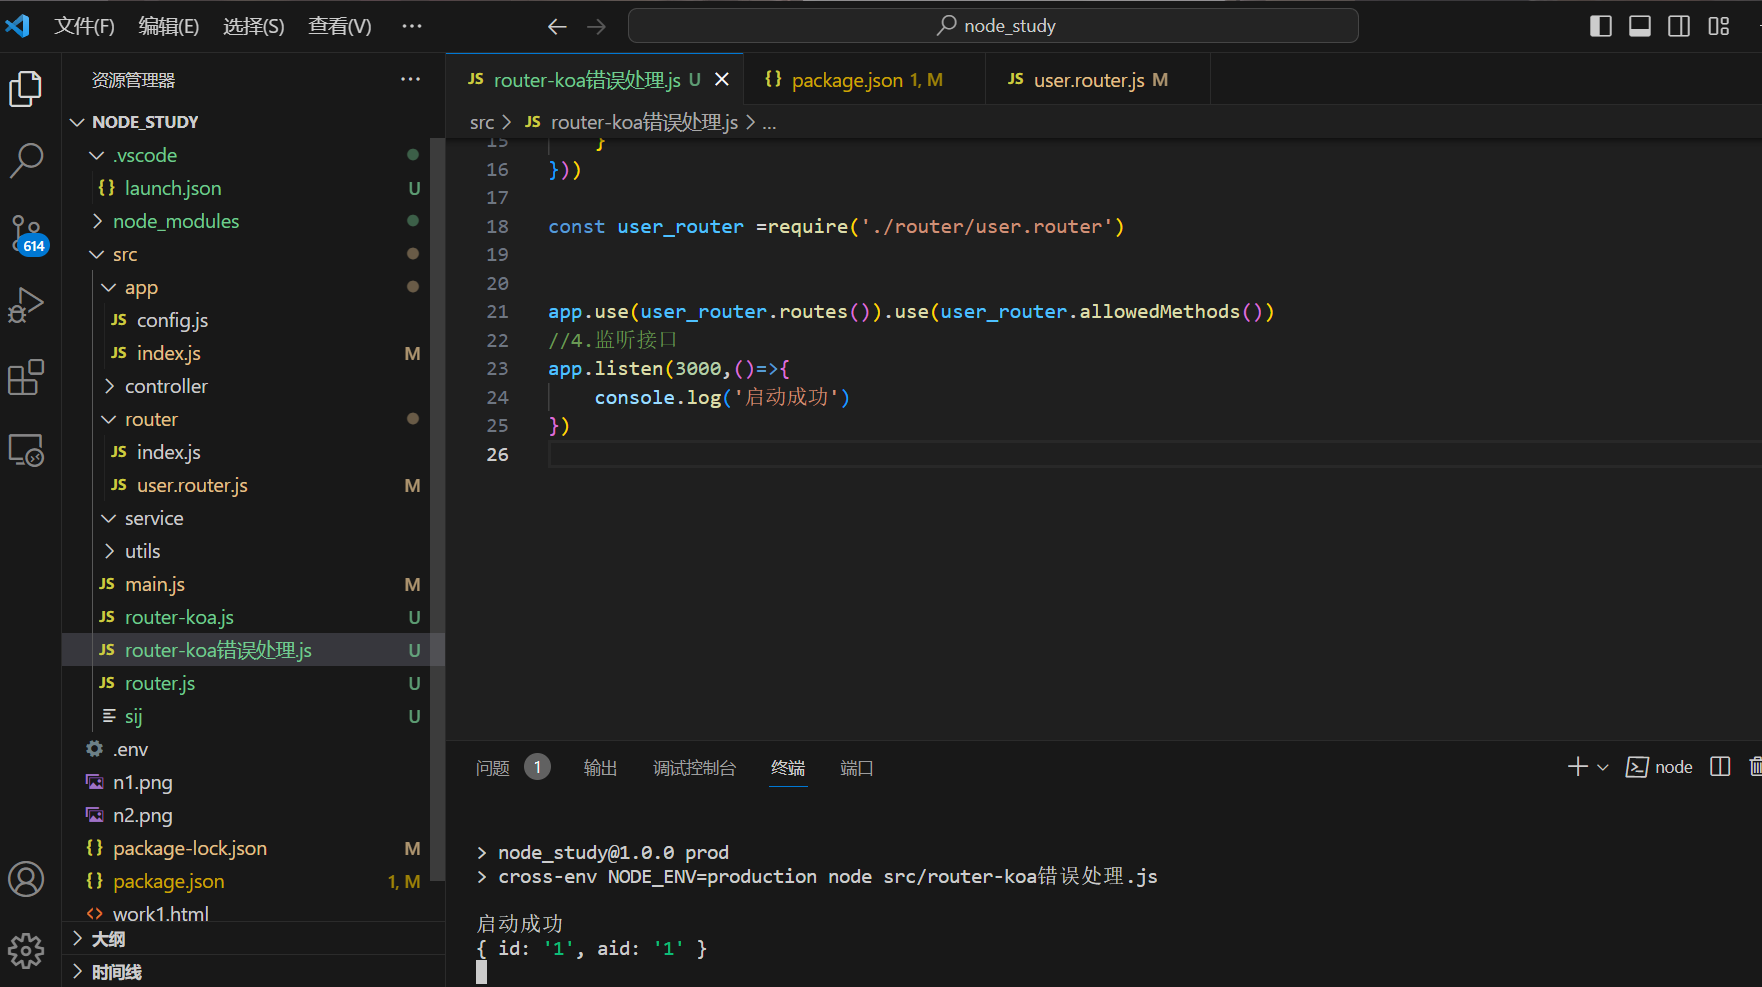 文件(F) 编辑(E) 选择(S) 查看(V) ··· node_study
资源管理器 ···
NODE_STUDY
.vscode
{} launch.json U
node_modules
614
src
app
JS config.js
JS index.js M
controller
router
JS index.js
JS user.router.js M
service
utils
JS main.js M
JS router-koa.js U
JS router-koa错误处理.js U
JS router.js U
sij U
.env
n1.png
n2.png
{} package-lock.json M
{} package.json 1, M
<> work1.html
大纲
时间线
JS router-koa错误处理.js U
{} package.json 1, M
JS user.router.js M
src > JS router-koa错误处理.js > ...
15 }
16 }))
17
18 const user_router =require('./router/user.router')
19
20
21 app.use(user_router.routes()).use(user_router.allowedMethods())
22 //4.监听接口
23 app.listen(3000,()=>{
24 console.log('启动成功')
25 })
26
问题 1 输出 调试控制台 终端 端口 node
> node_study@1.0.0 prod
> cross-env NODE_ENV=production node src/router-koa错误处理.js
启动成功
{ id: '1', aid: '1' }